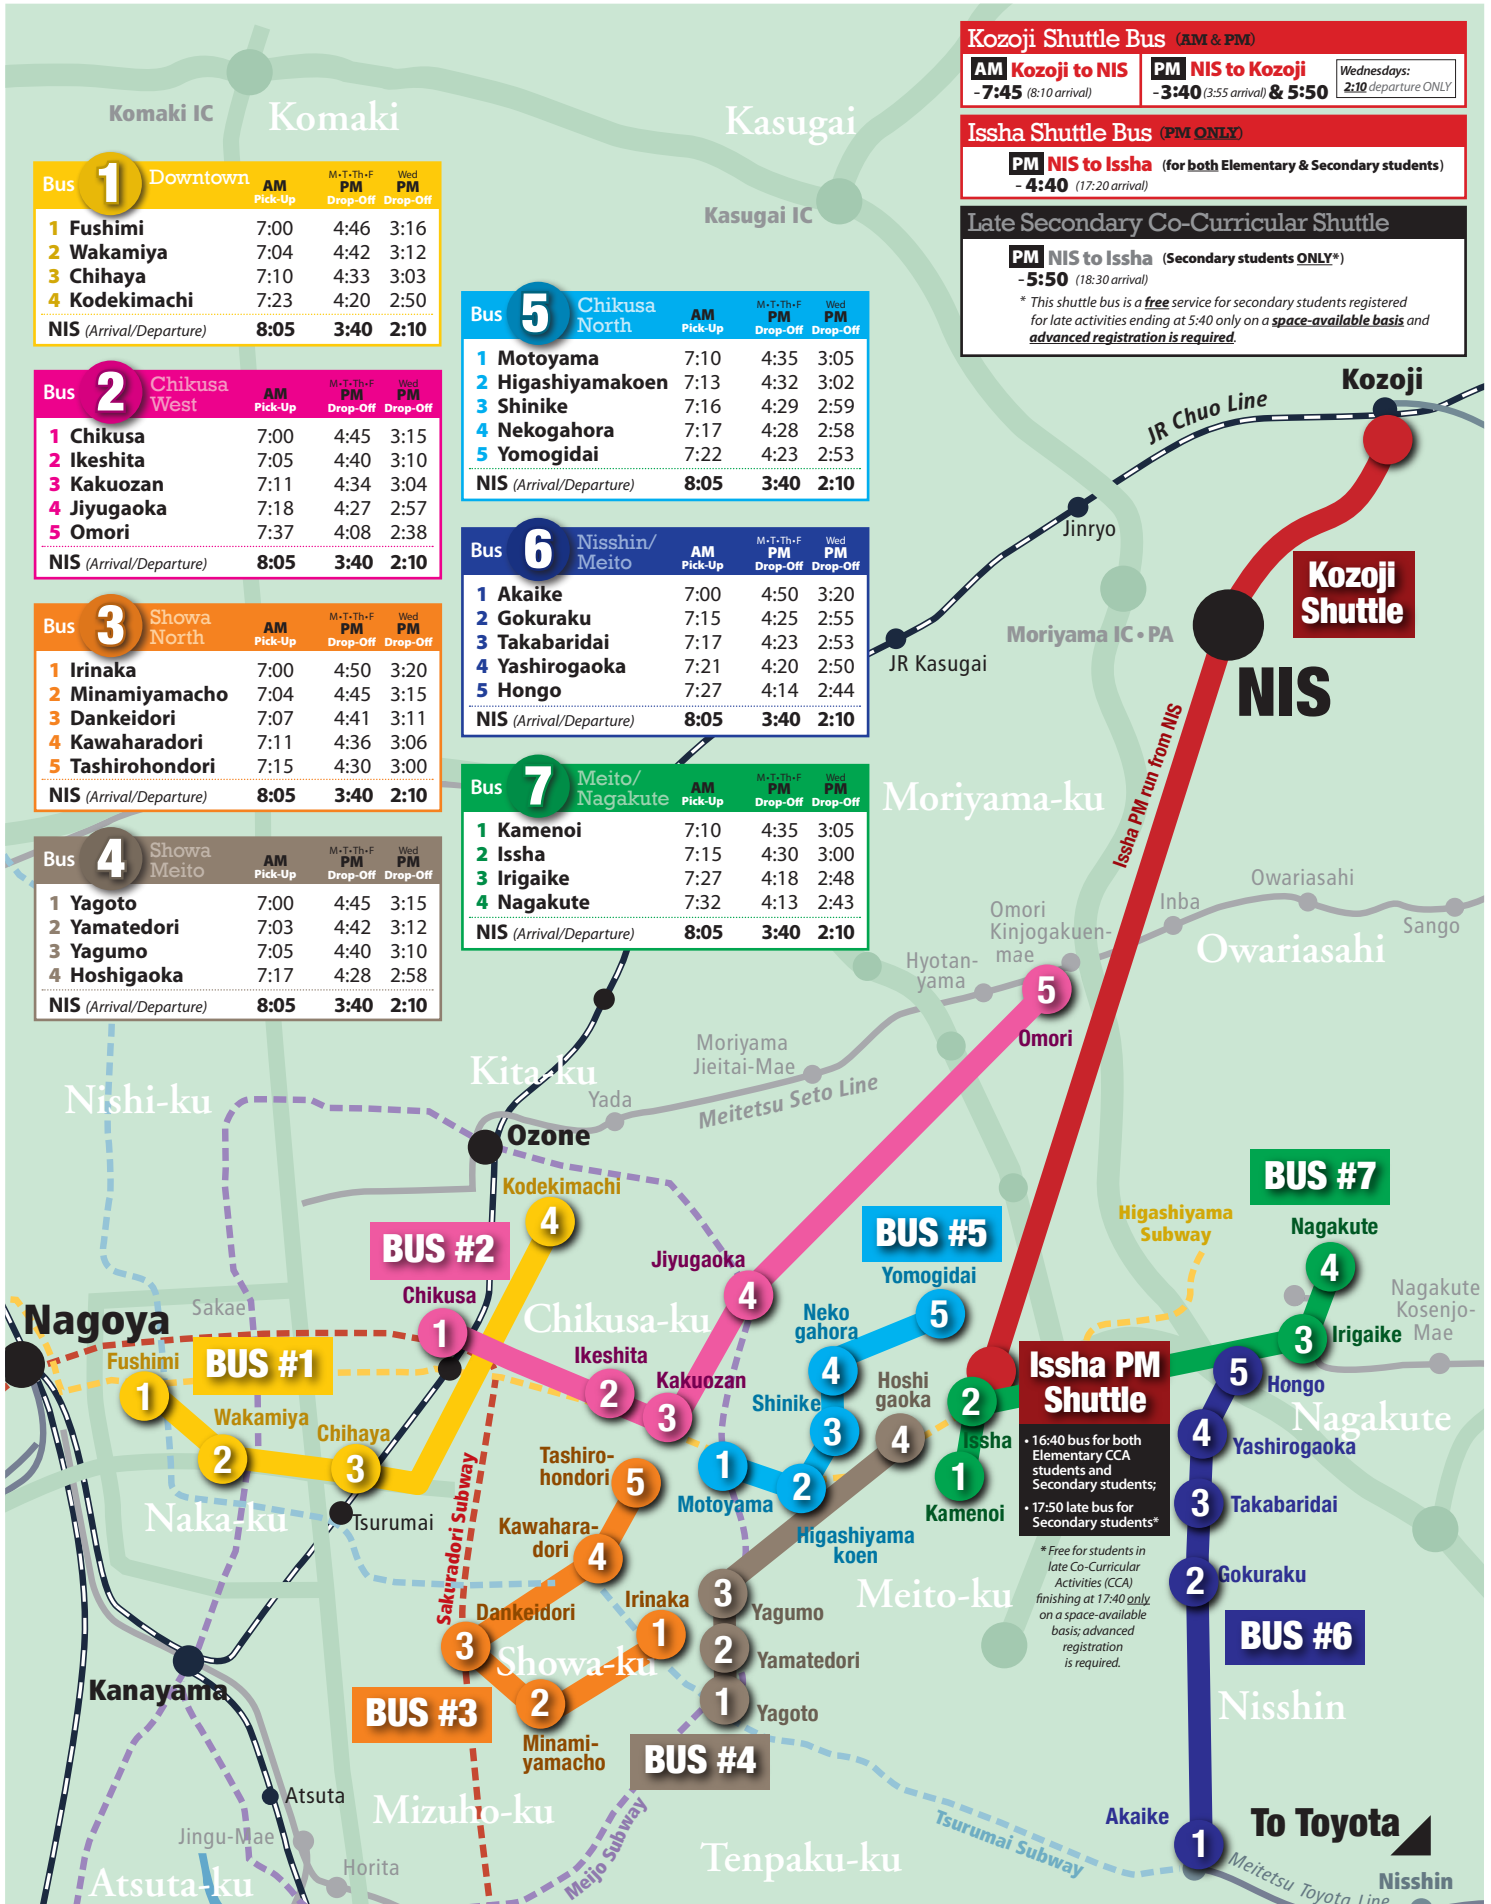 Kozoji Shuttle Bus (AM & PM)
AM Kozoji to NIS
- 7:45 (8:10 arrival)
PM NIS to Kozoji
- 3:40 (3:55 arrival) & 5:50
Wednesdays:
2:10 departure ONLY
Issha Shuttle Bus (PM ONLY)
PM NIS to Issha (for both Elementary & Secondary students)
- 4:40 (17:20 arrival)
Late Secondary Co-Curricular Shuttle
PM NIS to Issha (Secondary students ONLY*)
- 5:50 (18:30 arrival)
* This shuttle bus is a free service for secondary students registered
for late activities ending at 5:40 only on a space-available basis and
advanced registration is required.
Komaki IC
Komaki
Kasugai
Kasugai IC
Bus 1 Downtown
AM Pick-Up
M•T•Th•F PM Drop-Off
Wed PM Drop-Off
1 Fushimi 7:00 4:46 3:16
2 Wakamiya 7:04 4:42 3:12
3 Chihaya 7:10 4:33 3:03
4 Kodekimachi 7:23 4:20 2:50
NIS (Arrival/Departure) 8:05 3:40 2:10
Bus 2 Chikusa West
AM Pick-Up
M•T•Th•F PM Drop-Off
Wed PM Drop-Off
1 Chikusa 7:00 4:45 3:15
2 Ikeshita 7:05 4:40 3:10
3 Kakuozan 7:11 4:34 3:04
4 Jiyugaoka 7:18 4:27 2:57
5 Omori 7:37 4:08 2:38
NIS (Arrival/Departure) 8:05 3:40 2:10
Bus 3 Showa North
AM Pick-Up
M•T•Th•F PM Drop-Off
Wed PM Drop-Off
1 Irinaka 7:00 4:50 3:20
2 Minamiyamacho 7:04 4:45 3:15
3 Dankeidori 7:07 4:41 3:11
4 Kawaharadori 7:11 4:36 3:06
5 Tashirohondori 7:15 4:30 3:00
NIS (Arrival/Departure) 8:05 3:40 2:10
Bus 4 Showa Meito
AM Pick-Up
M•T•Th•F PM Drop-Off
Wed PM Drop-Off
1 Yagoto 7:00 4:45 3:15
2 Yamatedori 7:03 4:42 3:12
3 Yagumo 7:05 4:40 3:10
4 Hoshigaoka 7:17 4:28 2:58
NIS (Arrival/Departure) 8:05 3:40 2:10
Bus 5 Chikusa North
AM Pick-Up
M•T•Th•F PM Drop-Off
Wed PM Drop-Off
1 Motoyama 7:10 4:35 3:05
2 Higashiyamakoen 7:13 4:32 3:02
3 Shinike 7:16 4:29 2:59
4 Nekogahora 7:17 4:28 2:58
5 Yomogidai 7:22 4:23 2:53
NIS (Arrival/Departure) 8:05 3:40 2:10
Bus 6 Nisshin/ Meito
AM Pick-Up
M•T•Th•F PM Drop-Off
Wed PM Drop-Off
1 Akaike 7:00 4:50 3:20
2 Gokuraku 7:15 4:25 2:55
3 Takabaridai 7:17 4:23 2:53
4 Yashirogaoka 7:21 4:20 2:50
5 Hongo 7:27 4:14 2:44
NIS (Arrival/Departure) 8:05 3:40 2:10
Bus 7 Meito/ Nagakute
AM Pick-Up
M•T•Th•F PM Drop-Off
Wed PM Drop-Off
1 Kamenoi 7:10 4:35 3:05
2 Issha 7:15 4:30 3:00
3 Irigaike 7:27 4:18 2:48
4 Nagakute 7:32 4:13 2:43
NIS (Arrival/Departure) 8:05 3:40 2:10
Kozoji
JR Chuo Line
Jinryo
JR Kasugai
Moriyama IC • PA
Kozoji
Shuttle
NIS
Issha PM run from NIS
Moriyama-ku
Owariasahi
Inba
Sango
Owariasahi
Omori
Kinjogakuen-
mae
Hyotan-
yama
5
Omori
Moriyama
Jieitai-Mae
Meitetsu Seto Line
Yada
Kita-ku
Nishi-ku
Ozone
Kodekimachi
4
BUS #2
Chikusa
1
Chikusa-ku
Jiyugaoka
4
Ikeshita
2
Kakuozan
3
BUS #5
Yomogidai
5
Neko
gahora
4
Shinike
3
Motoyama
1
2
Higashiyama
koen
Hoshi
gaoka
4
BUS #7
Nagakute
4
Higashiyama
Subway
Nagakute
Kosenjo-
Mae
3
Irigaike
Nagakute
Sakae
Nagoya
Fushimi
1
BUS #1
Wakamiya
2
Chihaya
3
Naka-ku
Tsurumai
Sakuradori Subway
Tashiro-
hondori
5
Kawahara-
dori
4
Dankeidori
3
Irinaka
1
Showa-ku
2
Minami-
yamacho
BUS #3
3
Yagumo
2
Yamatedori
1
Yagoto
BUS #4
2
Issha
1
Kamenoi
Issha PM
Shuttle
• 16:40 bus for both
Elementary CCA
students and
Secondary students;
• 17:50 late bus for
Secondary students*
* Free for students in
late Co-Curricular
Activities (CCA)
finishing at 17:40 only
on a space-available
basis; advanced
registration
is required.
Meito-ku
5
Hongo
4
Yashirogaoka
3
Takabaridai
2
Gokuraku
BUS #6
Nisshin
Akaike
1
To Toyota
Meitetsu Toyota Line
Nisshin
Kanayama
Atsuta
Jingu-Mae
Horita
Atsuta-ku
Mizuho-ku
Meijo Subway
Tenpaku-ku
Tsurumai Subway